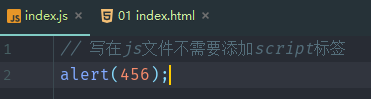 index.js × 01 index.html ×
1 // 写在js文件不需要添加script标签
2 alert(456);